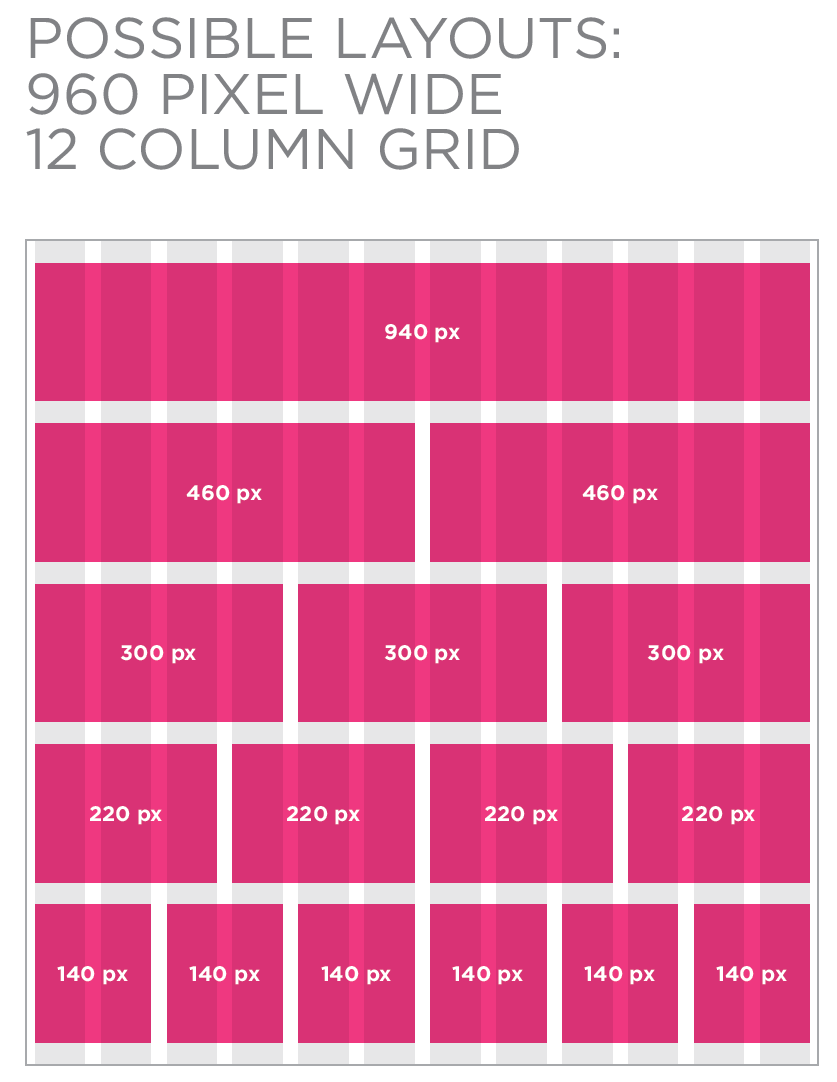 POSSIBLE LAYOUTS:
960 PIXEL WIDE
12 COLUMN GRID
940 px
460 px 460 px
300 px 300 px 300 px
220 px 220 px 220 px 220 px
140 px 140 px 140 px 140 px 140 px 140 px